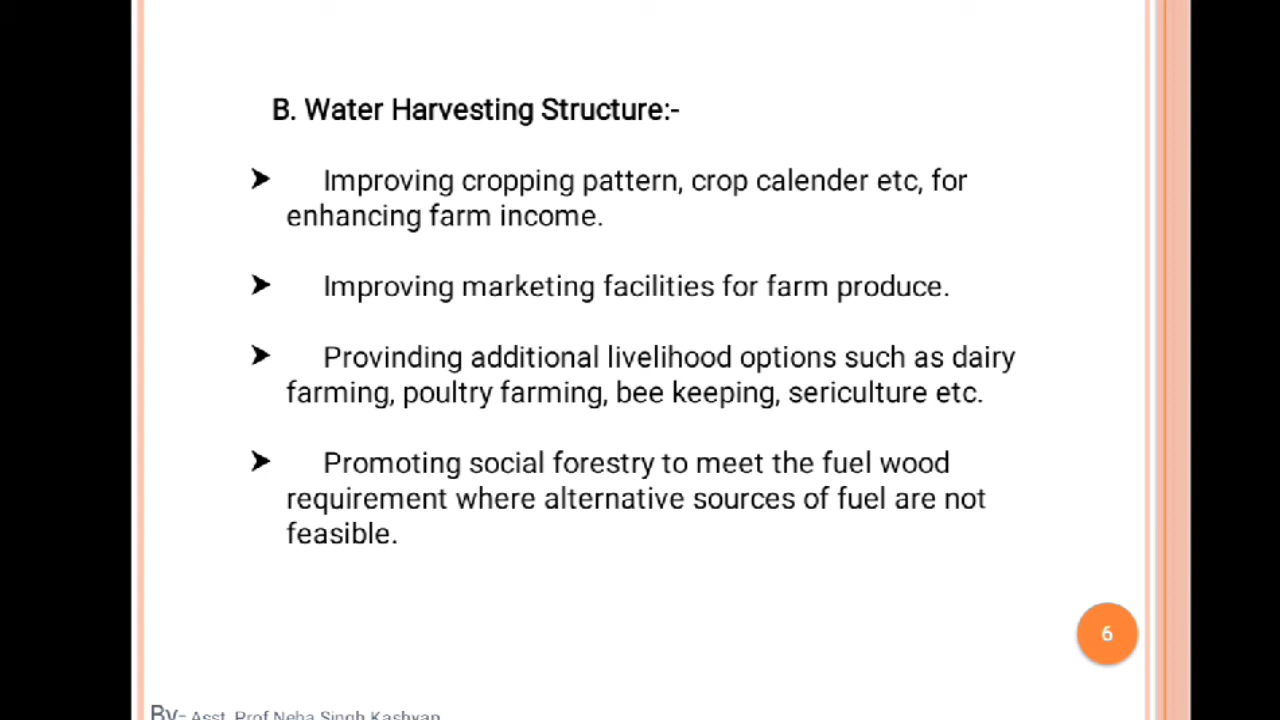 B. Water Harvesting Structure:-
➤ Improving cropping pattern, crop calender etc, for
enhancing farm income.
➤ Improving marketing facilities for farm produce.
➤ Provinding additional livelihood options such as dairy
farming, poultry farming, bee keeping, sericulture etc.
➤ Promoting social forestry to meet the fuel wood
requirement where alternative sources of fuel are not
feasible.
6
By- Asst. Prof Neha Singh Kashyap